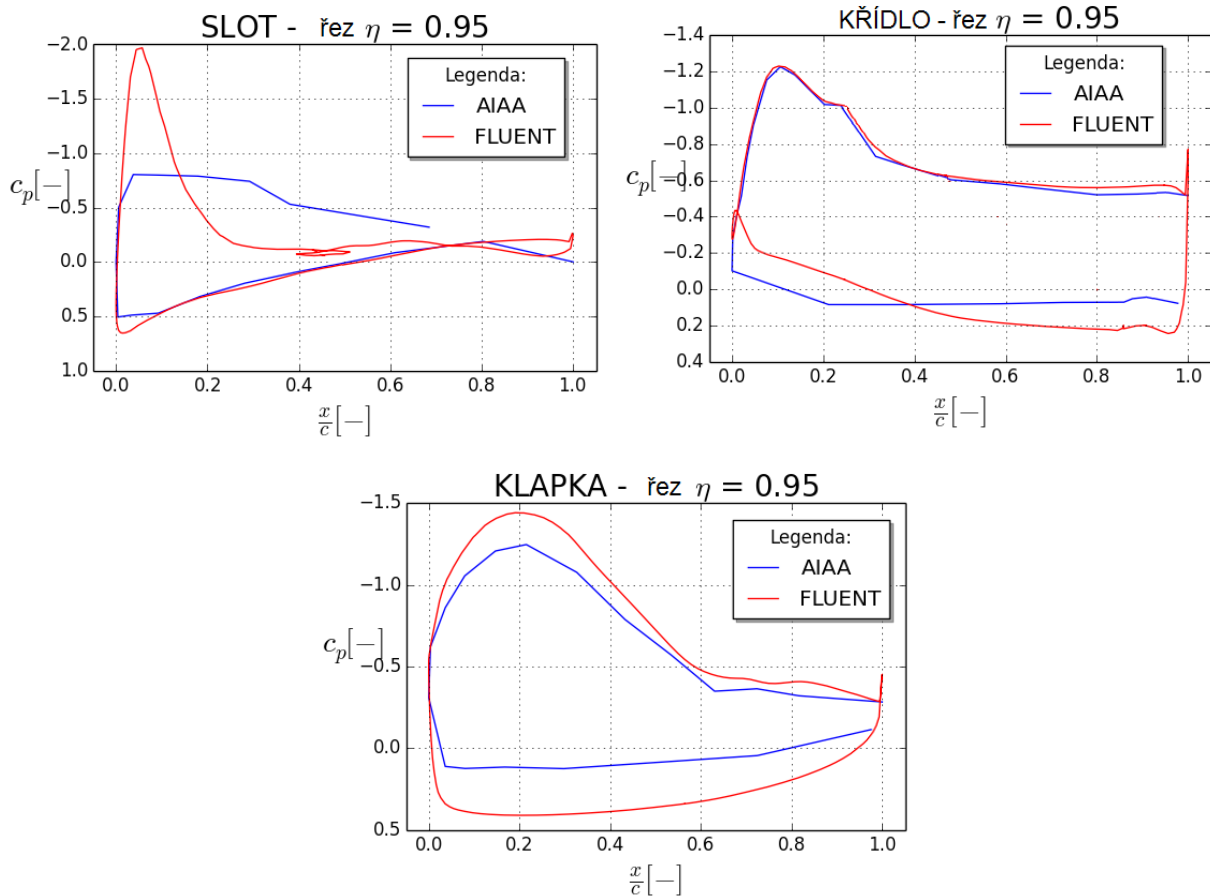 SLOT - řez η = 0.95
−2.0
−1.5
−1.0
−0.5
0.0
0.5
1.0
c_p[−]
Legenda:
AIAA
FLUENT
0.0 0.2 0.4 0.6 0.8 1.0
x/c [−]
KŘÍDLO - řez η = 0.95
−1.4
−1.2
−1.0
−0.8
−0.6
−0.4
−0.2
0.0
0.2
0.4
c_p[−]
Legenda:
AIAA
FLUENT
0.0 0.2 0.4 0.6 0.8 1.0
x/c [−]
KLAPKA - řez η = 0.95
−1.5
−1.0
−0.5
0.0
0.5
c_p[−]
Legenda:
AIAA
FLUENT
0.0 0.2 0.4 0.6 0.8 1.0
x/c [−]